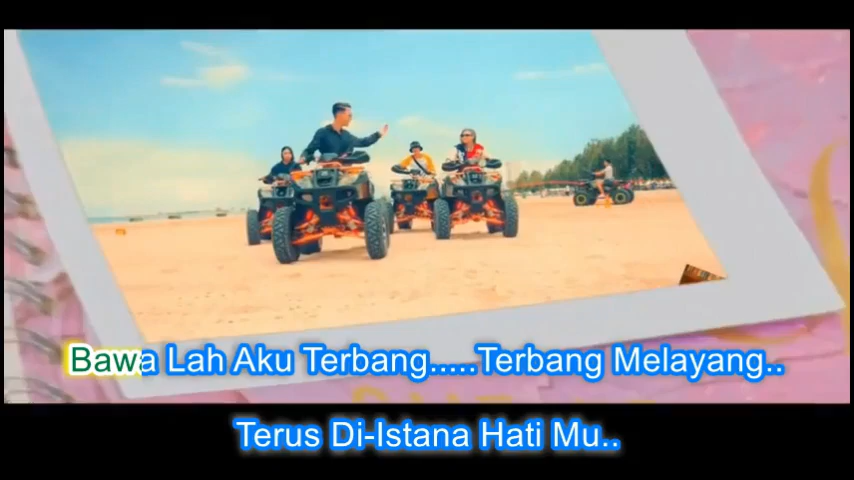 Bawa Lah Aku Terbang.....Terbang Melayang..
Terus Di-Istana Hati Mu..